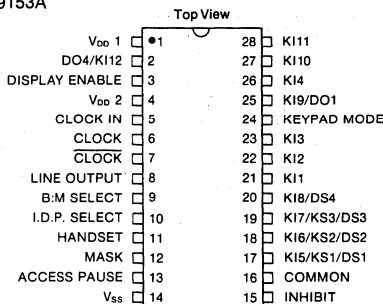 9153A
Top View
V_DD 1 1 28 KI11
DO4/KI12 2 27 KI10
DISPLAY ENABLE 3 26 KI4
V_DD 2 4 25 KI9/DO1
CLOCK IN 5 24 KEYPAD MODE
CLOCK 6 23 KI3
CLOCK 7 22 KI2
LINE OUTPUT 8 21 KI1
B:M SELECT 9 20 KI8/DS4
I.D.P. SELECT 10 19 KI7/KS3/DS3
HANDSET 11 18 KI6/KS2/DS2
MASK 12 17 KI5/KS1/DS1
ACCESS PAUSE 13 16 COMMON
V_SS 14 15 INHIBIT